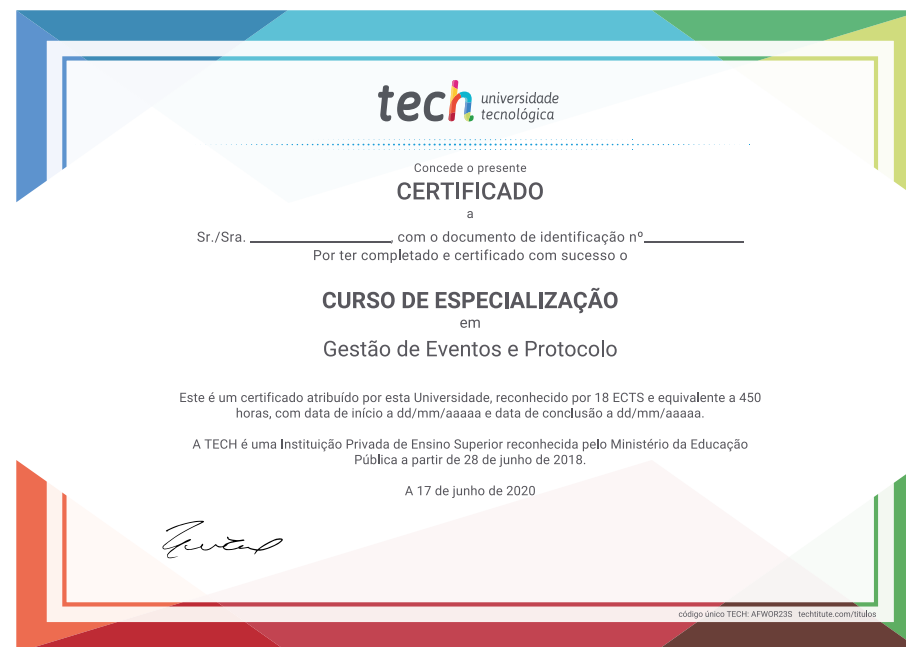 tech universidade
tecnológica
Concede o presente
CERTIFICADO
a
Sr./Sra. ________________, com o documento de identificação nº____________
Por ter completado e certificado com sucesso o
CURSO DE ESPECIALIZAÇÃO
em
Gestão de Eventos e Protocolo
Este é um certificado atribuído por esta Universidade, reconhecido por 18 ECTS e equivalente a 450
horas, com data de início a dd/mm/aaaaa e data de conclusão a dd/mm/aaaaa.
A TECH é uma Instituição Privada de Ensino Superior reconhecida pelo Ministério da Educação
Pública a partir de 28 de junho de 2018.
A 17 de junho de 2020
código único TECH: AFWOR23S techtitute.com/titulos